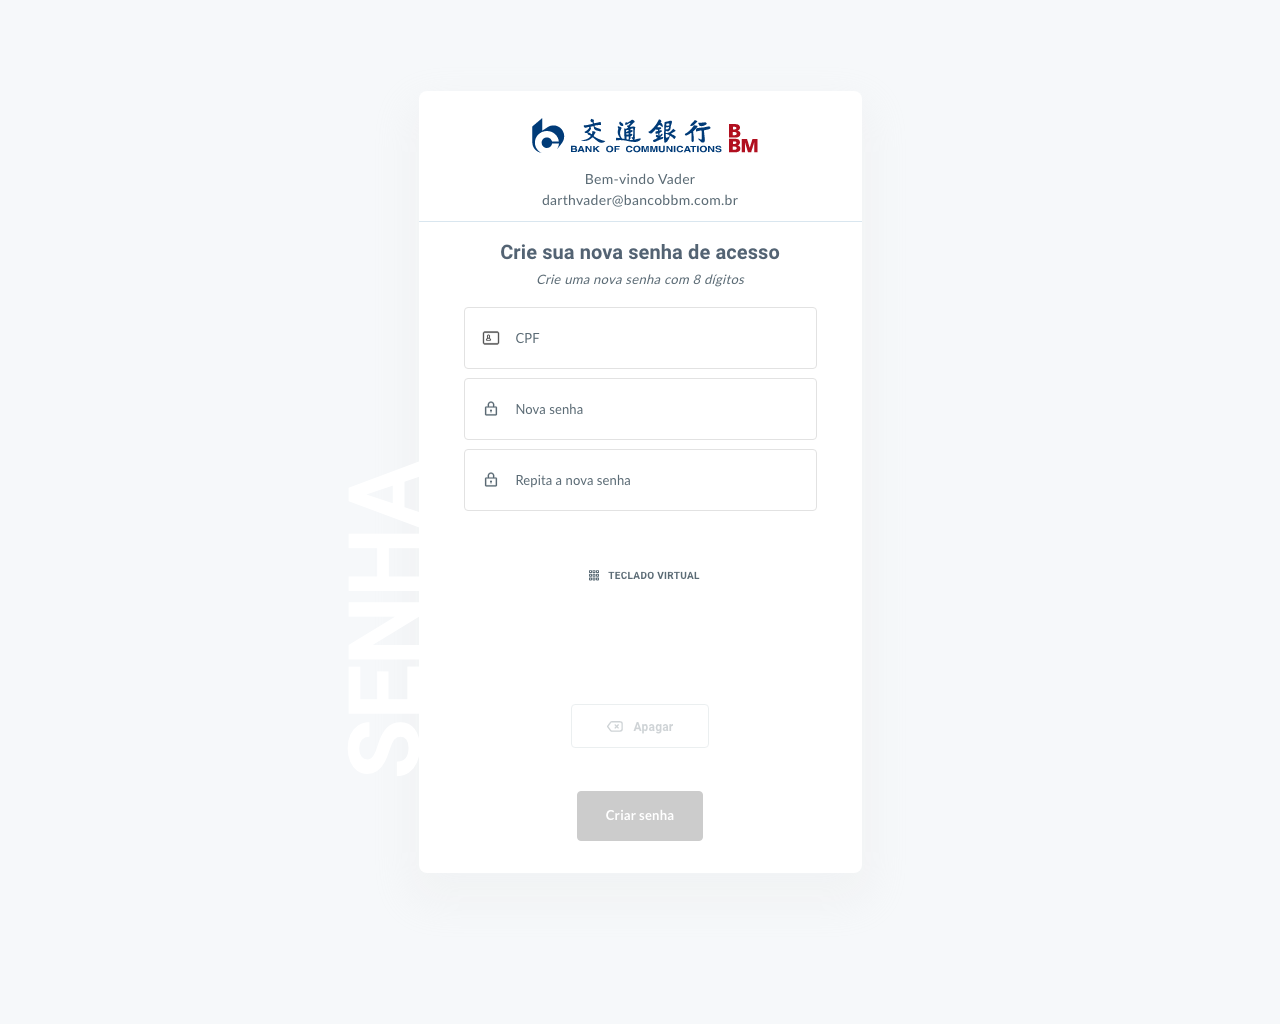 交通銀行
BANK OF COMMUNICATIONS
B
BM
Bem-vindo Vader
darthvader@bancobbm.com.br
Crie sua nova senha de acesso
Crie uma nova senha com 8 dígitos
CPF
Nova senha
Repita a nova senha
TECLADO VIRTUAL
SENHA
Apagar
Criar senha